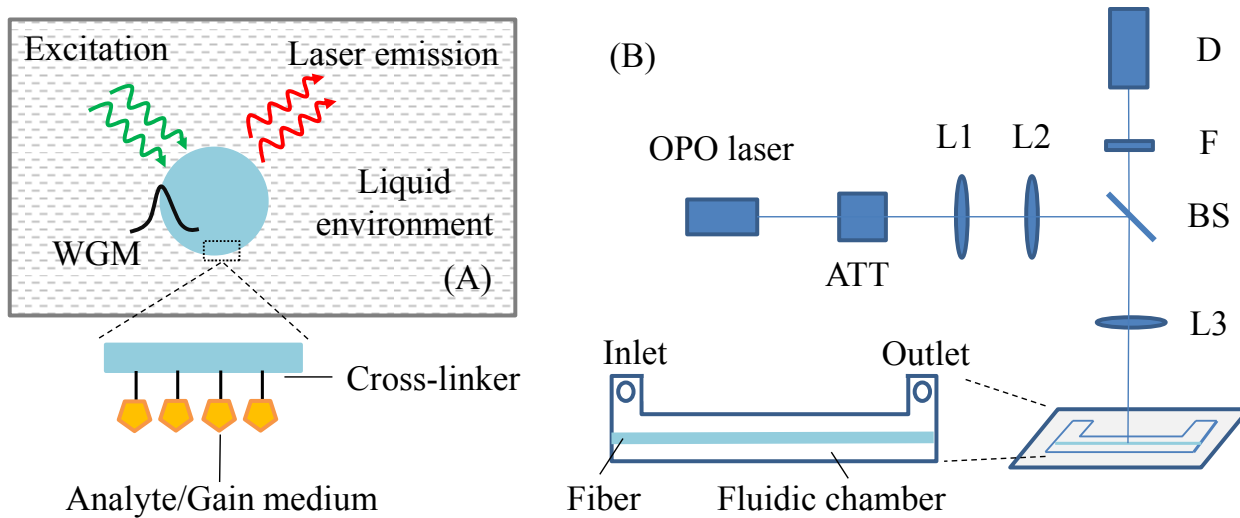 Excitation
Laser emission
Liquid
environment
WGM
(A)
Cross-linker
Analyte/Gain medium
(B)
D
F
L1
L2
OPO laser
BS
ATT
L3
Inlet
Outlet
Fiber
Fluidic chamber